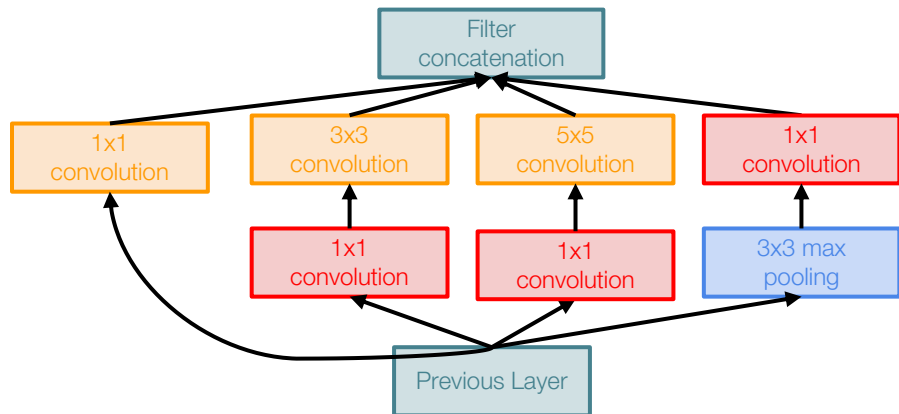 Filter
concatenation
1x1
convolution
3x3
convolution
5x5
convolution
1x1
convolution
1x1
convolution
1x1
convolution
3x3 max
pooling
Previous Layer